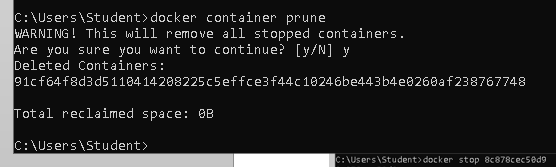 C:\Users\Student>docker container prune
WARNING! This will remove all stopped containers.
Are you sure you want to continue? [y/N] y
Deleted Containers:
91cf64f8d3d5110414208225c5effce3f44c10246be443b4e0260af238767748
Total reclaimed space: 0B
C:\Users\Student>
C:\Users\Student>docker stop 8c878cec50d9